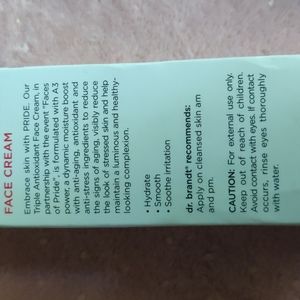 FACE CREAM
Embrace skin with PRIDE. Our
Triple Antioxidant Face Cream, in
partnership with the event "Faces
of Pride", is formulated with A3
power, a dynamic moisture boost
with anti-aging, antioxidant and
anti-stress ingredients to reduce
the signs of aging, visibly reduce
the look of stressed skin and help
maintain a luminous and healthy-
looking complexion.
• Hydrate
• Smooth
• Soothe irritation
dr. brandt® recommends:
Apply on cleansed skin am
and pm.
CAUTION: For external use only.
Keep out of reach of children.
Avoid contact with eyes. If contact
occurs, rinse eyes thoroughly
with water.